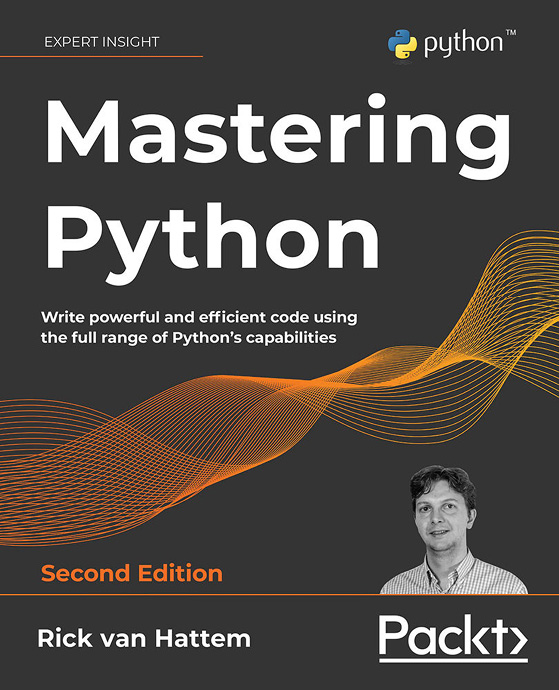 EXPERT INSIGHT
python™
Mastering
Python
Write powerful and efficient code using
the full range of Python’s capabilities
Second Edition
Rick van Hattem
Packt>